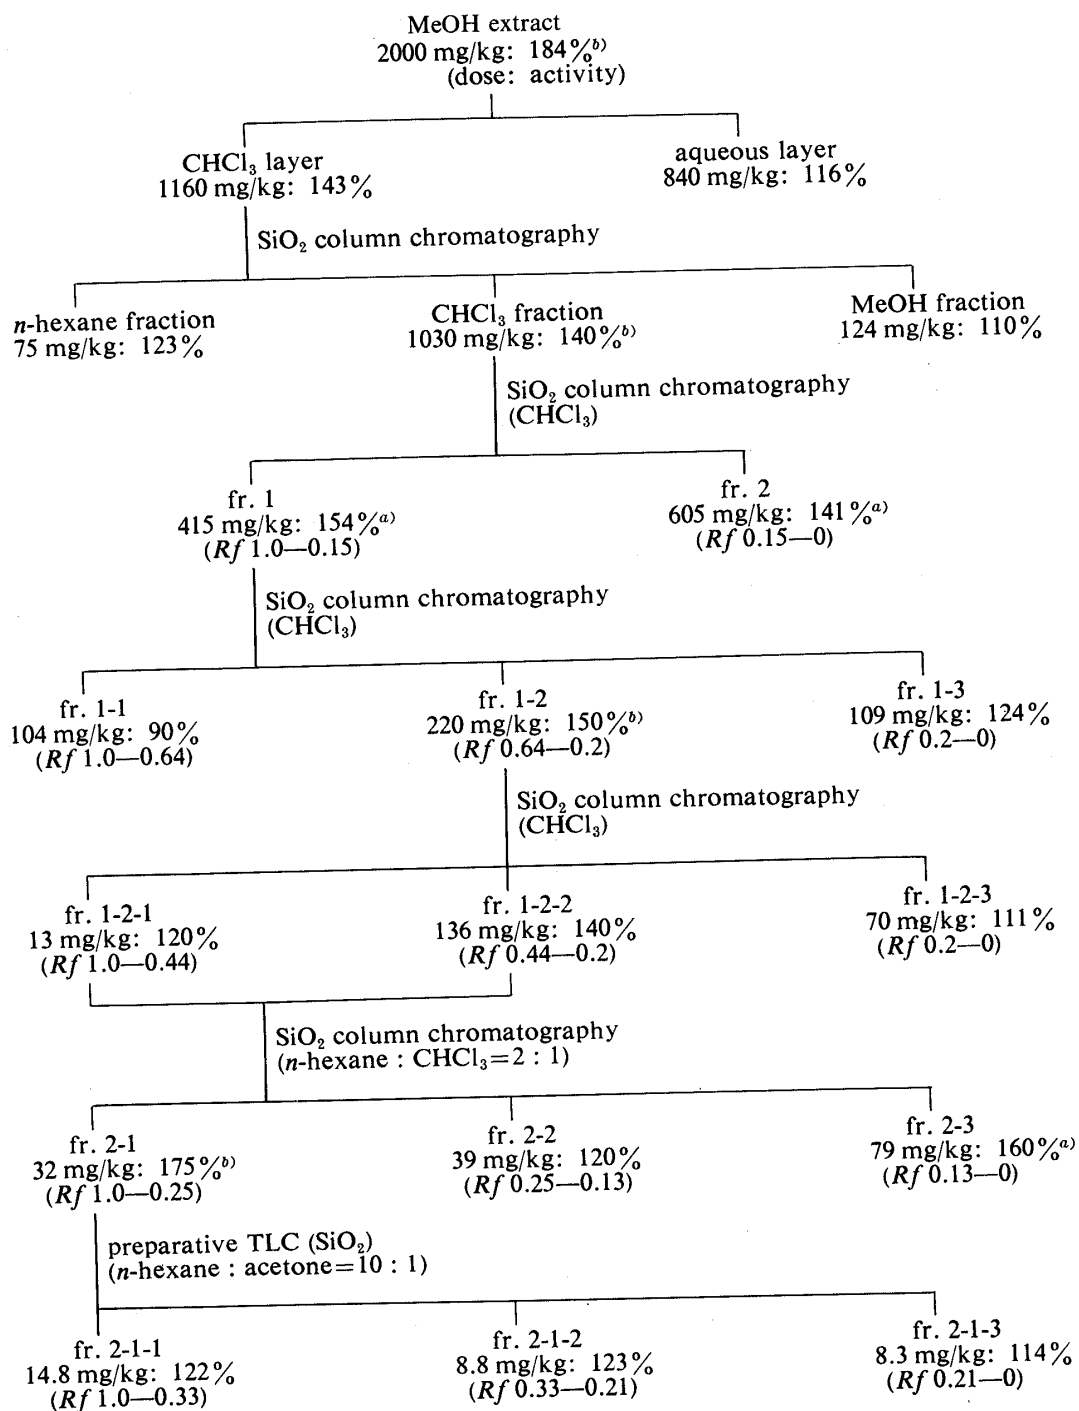 MeOH extract
2000 mg/kg: 184%b)
(dose: activity)
CHCl₃ layer
1160 mg/kg: 143%
aqueous layer
840 mg/kg: 116%
SiO₂ column chromatography
n-hexane fraction
75 mg/kg: 123%
CHCl₃ fraction
1030 mg/kg: 140%b)
MeOH fraction
124 mg/kg: 110%
SiO₂ column chromatography
(CHCl₃)
fr. 1
415 mg/kg: 154%a)
(Rf 1.0—0.15)
fr. 2
605 mg/kg: 141%a)
(Rf 0.15—0)
SiO₂ column chromatography
(CHCl₃)
fr. 1-1
104 mg/kg: 90%
(Rf 1.0—0.64)
fr. 1-2
220 mg/kg: 150%b)
(Rf 0.64—0.2)
fr. 1-3
109 mg/kg: 124%
(Rf 0.2—0)
SiO₂ column chromatography
(CHCl₃)
fr. 1-2-1
13 mg/kg: 120%
(Rf 1.0—0.44)
fr. 1-2-2
136 mg/kg: 140%
(Rf 0.44—0.2)
fr. 1-2-3
70 mg/kg: 111%
(Rf 0.2—0)
SiO₂ column chromatography
(n-hexane : CHCl₃=2 : 1)
fr. 2-1
32 mg/kg: 175%b)
(Rf 1.0—0.25)
fr. 2-2
39 mg/kg: 120%
(Rf 0.25—0.13)
fr. 2-3
79 mg/kg: 160%a)
(Rf 0.13—0)
preparative TLC (SiO₂)
(n-hexane : acetone=10 : 1)
fr. 2-1-1
14.8 mg/kg: 122%
(Rf 1.0—0.33)
fr. 2-1-2
8.8 mg/kg: 123%
(Rf 0.33—0.21)
fr. 2-1-3
8.3 mg/kg: 114%
(Rf 0.21—0)